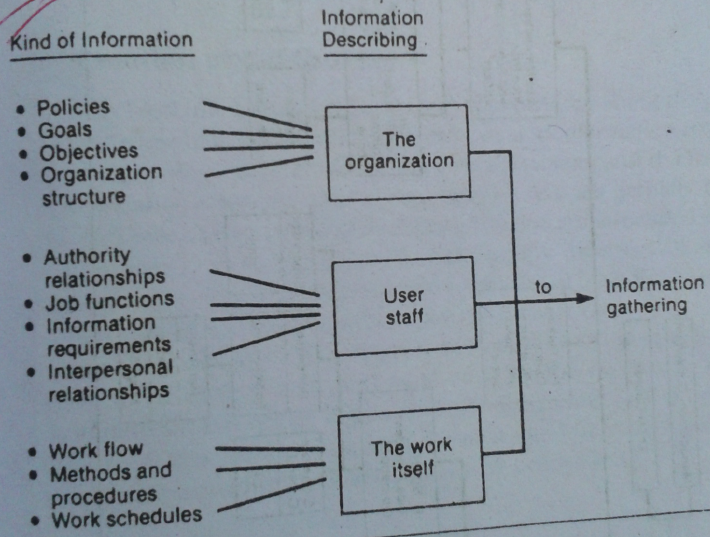 Information
Describing
Kind of Information
• Policies
• Goals
• Objectives
• Organization
structure
The
organization
• Authority
relationships
• Job functions
• Information
requirements
• Interpersonal
relationships
User
staff
to
Information
gathering
• Work flow
• Methods and
procedures
• Work schedules
The work
itself